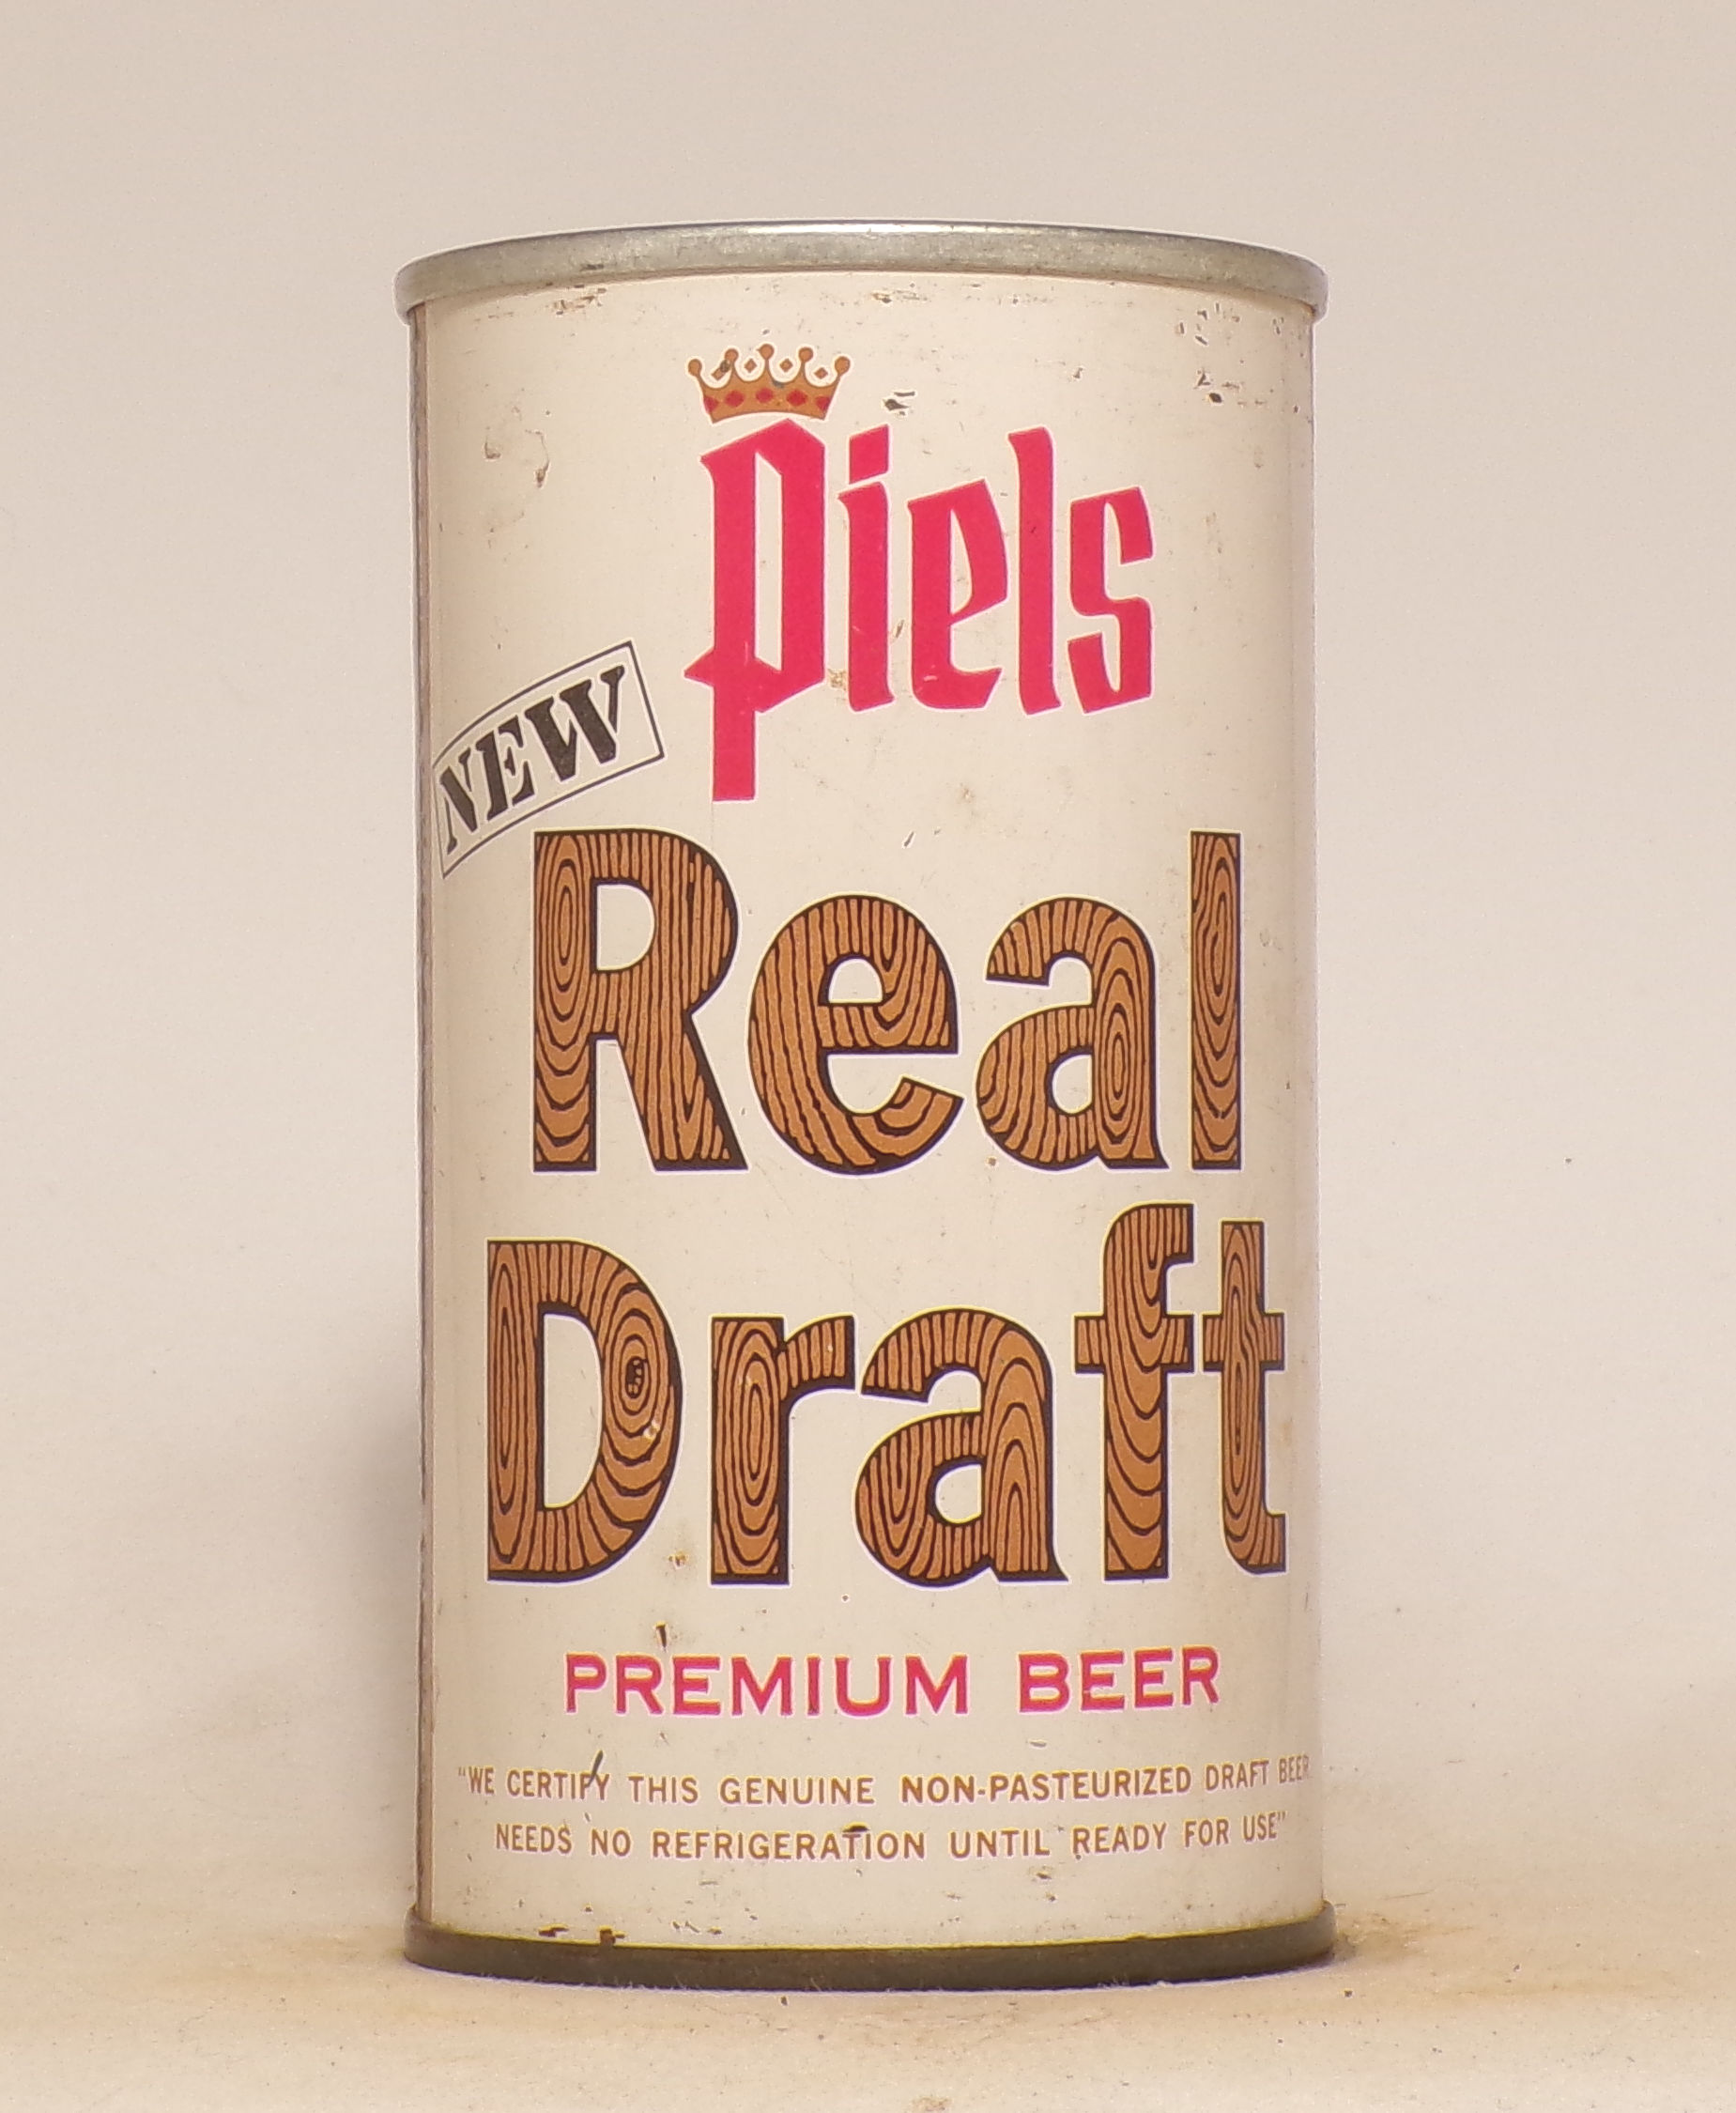 Piels
NEW
Real
Draft
PREMIUM BEER
"WE CERTIFY THIS GENUINE NON-PASTEURIZED DRAFT BEER
NEEDS NO REFRIGERATION UNTIL READY FOR USE"